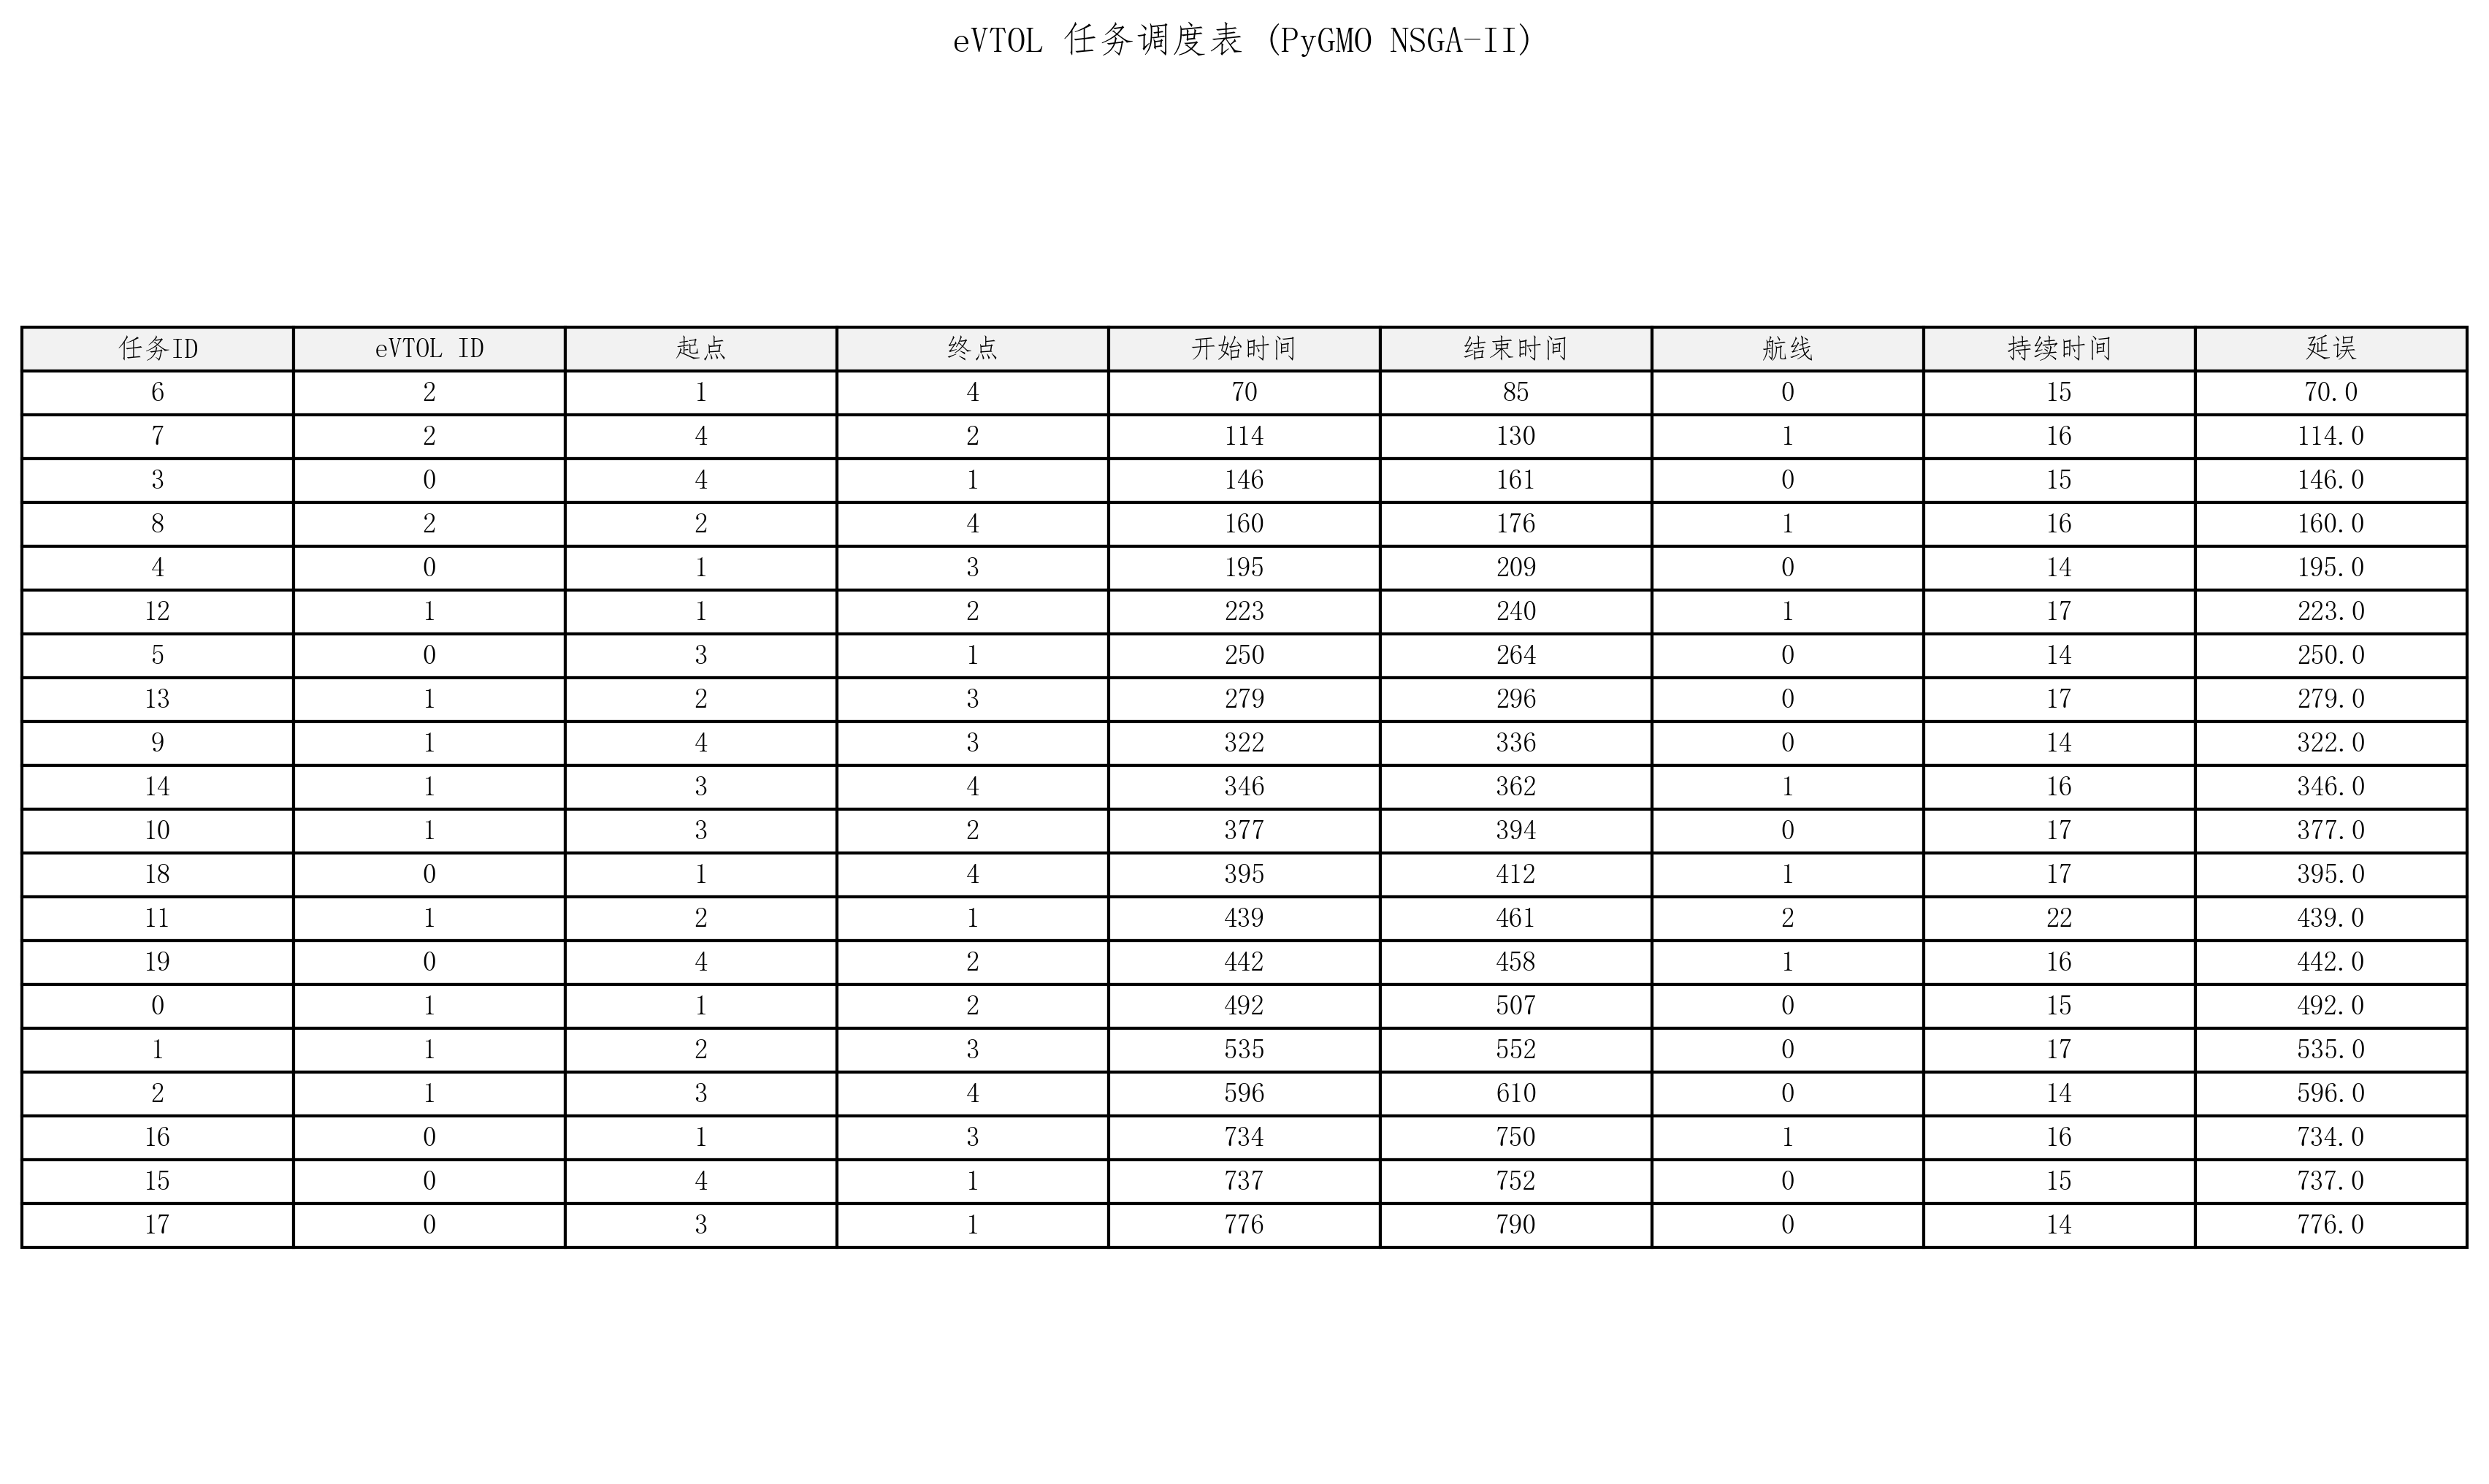 eVTOL 任务调度表 (PyGMO NSGA-II)
任务ID eVTOL ID 起点 终点 开始时间 结束时间 航线 持续时间 延误
6 2 1 4 70 85 0 15 70.0
7 2 4 2 114 130 1 16 114.0
3 0 4 1 146 161 0 15 146.0
8 2 2 4 160 176 1 16 160.0
4 0 1 3 195 209 0 14 195.0
12 1 1 2 223 240 1 17 223.0
5 0 3 1 250 264 0 14 250.0
13 1 2 3 279 296 0 17 279.0
9 1 4 3 322 336 0 14 322.0
14 1 3 4 346 362 1 16 346.0
10 1 3 2 377 394 0 17 377.0
18 0 1 4 395 412 1 17 395.0
11 1 2 1 439 461 2 22 439.0
19 0 4 2 442 458 1 16 442.0
0 1 1 2 492 507 0 15 492.0
1 1 2 3 535 552 0 17 535.0
2 1 3 4 596 610 0 14 596.0
16 0 1 3 734 750 1 16 734.0
15 0 4 1 737 752 0 15 737.0
17 0 3 1 776 790 0 14 776.0